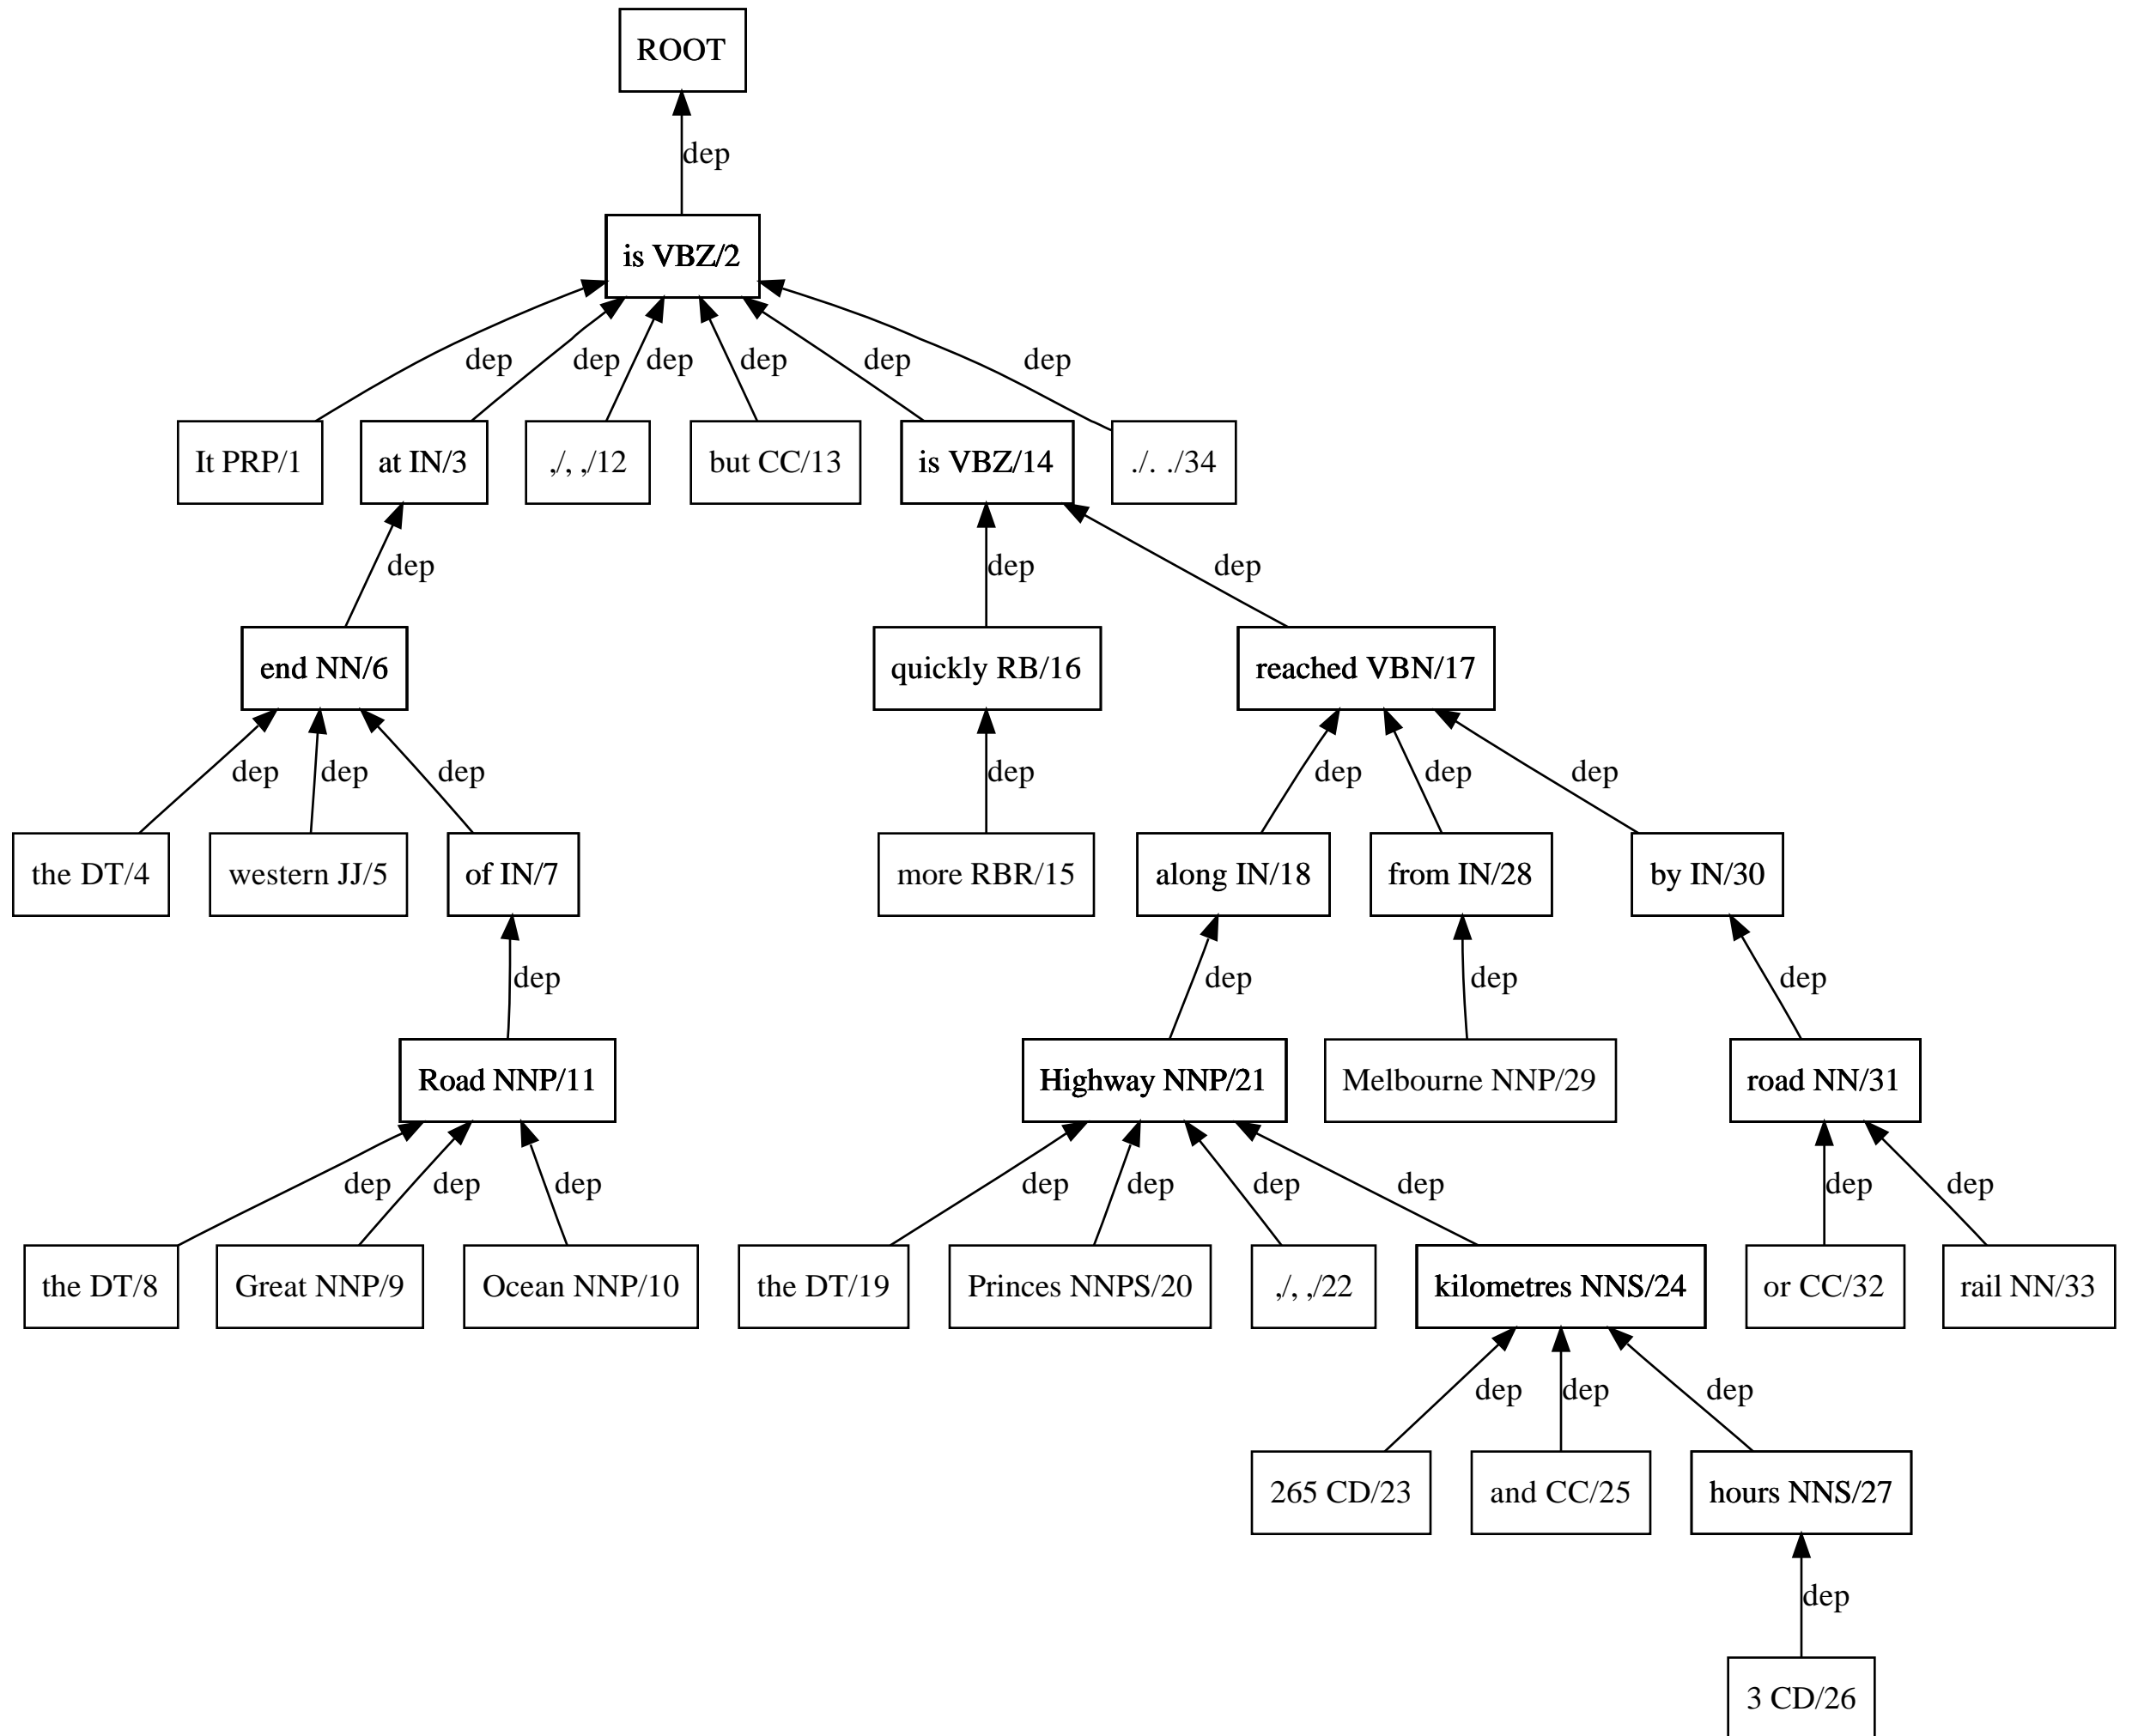 ROOT
dep
is VBZ/2
dep dep dep dep dep dep
It PRP/1 at IN/3 ,/, ,/12 but CC/13 is VBZ/14 ./. ./34
dep dep dep
end NN/6 quickly RB/16 reached VBN/17
dep dep dep dep dep dep dep
the DT/4 western JJ/5 of IN/7 more RBR/15 along IN/18 from IN/28 by IN/30
dep dep dep dep
Road NNP/11 Highway NNP/21 Melbourne NNP/29 road NN/31
dep dep dep dep dep dep dep dep dep
the DT/8 Great NNP/9 Ocean NNP/10 the DT/19 Princes NNPS/20 ,/, ,/22 kilometres NNS/24 or CC/32 rail NN/33
dep dep dep
265 CD/23 and CC/25 hours NNS/27
dep
3 CD/26